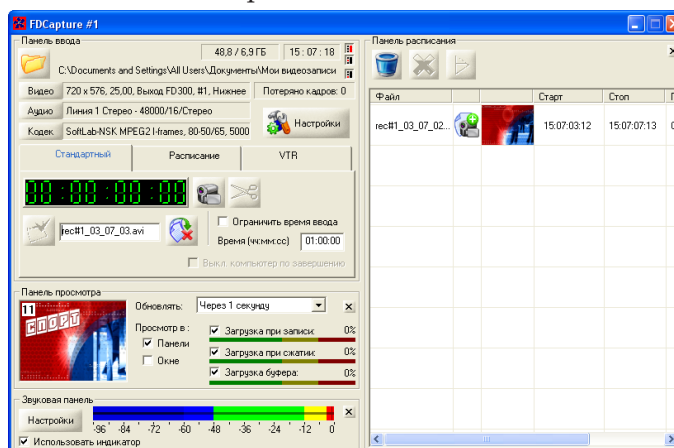 FDCapture #1
Панель ввода
48,8 / 6,9 ГБ
15 : 07 : 18
C:\Documents and Settings\All Users\Документы\Мои видеозаписи
Видео
720 x 576, 25,00, Выход FD300, #1, Нижнее
Потеряно кадров: 0
Аудио
Линия 1 Стерео - 48000/16/Стерео
Кодек
SoftLab-NSK MPEG2 I-frames, 80-50/65, 5000
Настройки
Стандартный
Расписание
VTR
00:00:00:00
rec#1_03_07_03.avi
Ограничить время ввода
Время (чч:мм:сс)
01:00:00
Выкл. компьютер по завершению
Панель просмотра
11
СПОРТ
Обновлять:
Через 1 секунду
Просмотр в :
Панели
Окне
Загрузка при записи:
0%
Загрузка при сжатии:
0%
Загрузка буфера:
0%
Звуковая панель
Настройки
-96 -84 -72 -60 -48 -36 -24 -12 0
Использовать индикатор
Панель расписания
Файл
Старт
Стоп
rec#1_03_07_02...
15:07:03:12
15:07:07:13